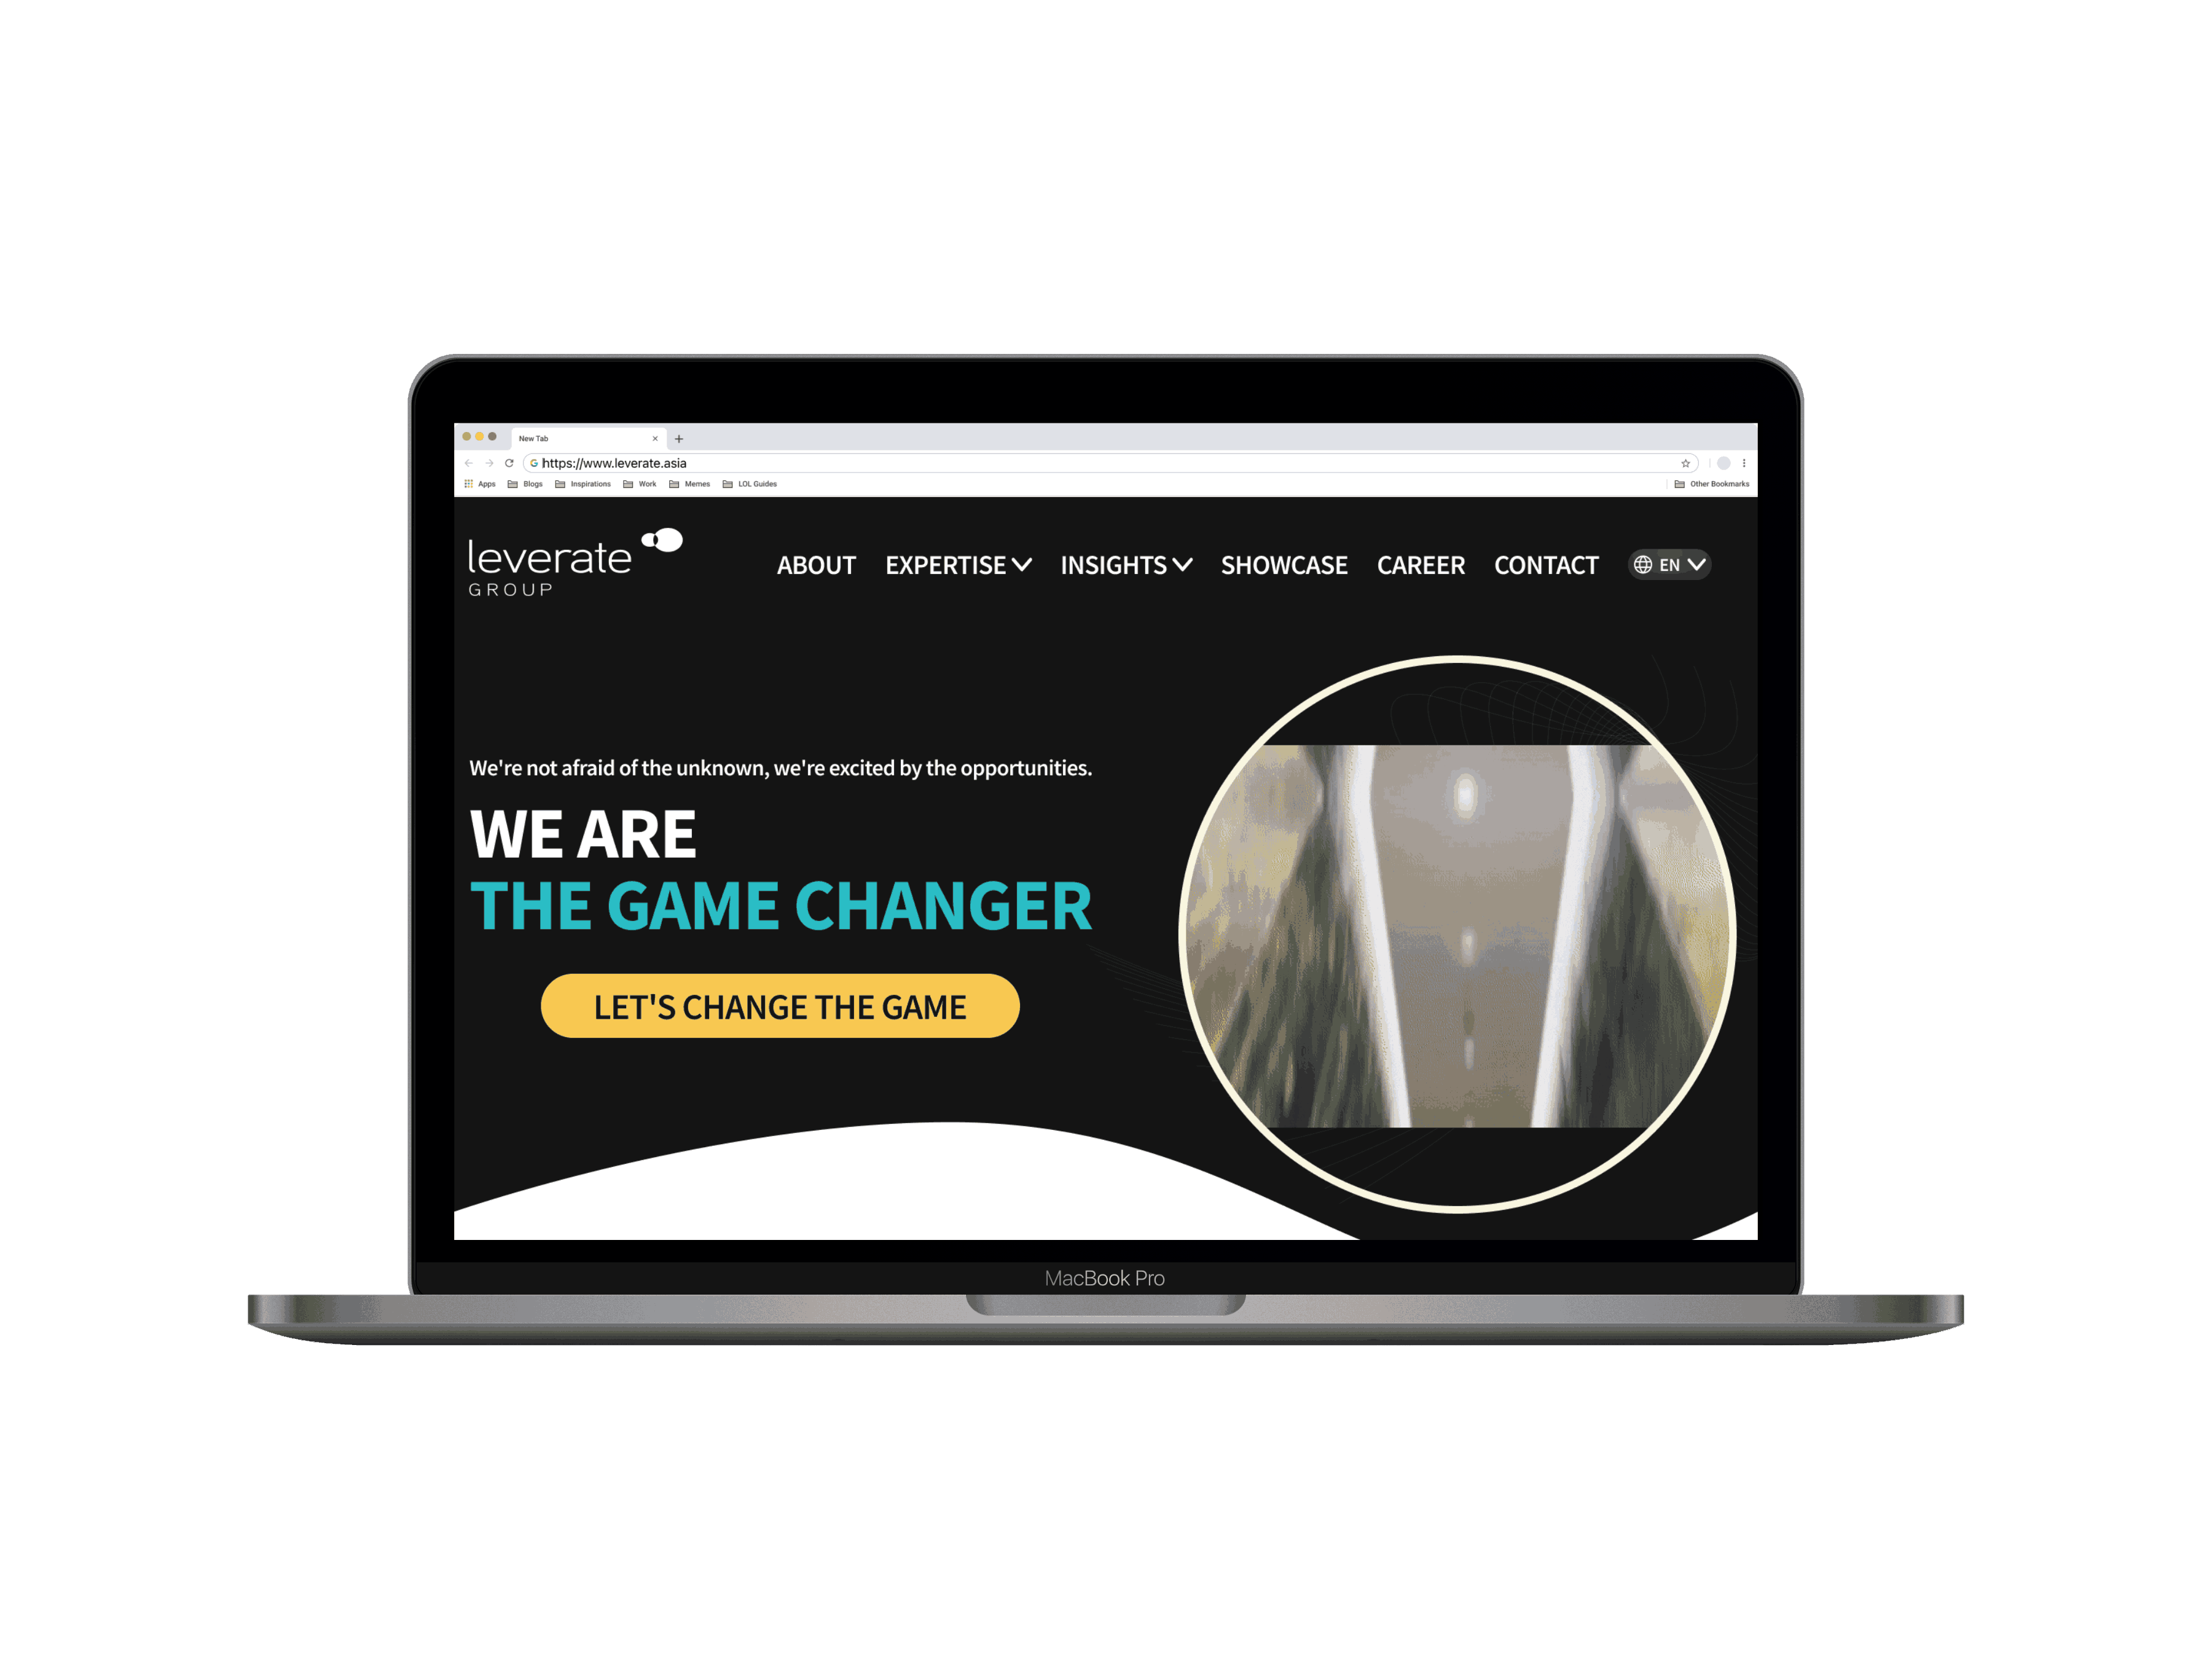 New Tab
https://www.leverate.asia
Apps Blogs Inspirations Work Memes LOL Guides Other Bookmarks
leverate
GROUP
ABOUT EXPERTISE INSIGHTS SHOWCASE CAREER CONTACT EN
We're not afraid of the unknown, we're excited by the opportunities.
WE ARE
THE GAME CHANGER
LET'S CHANGE THE GAME
MacBook Pro